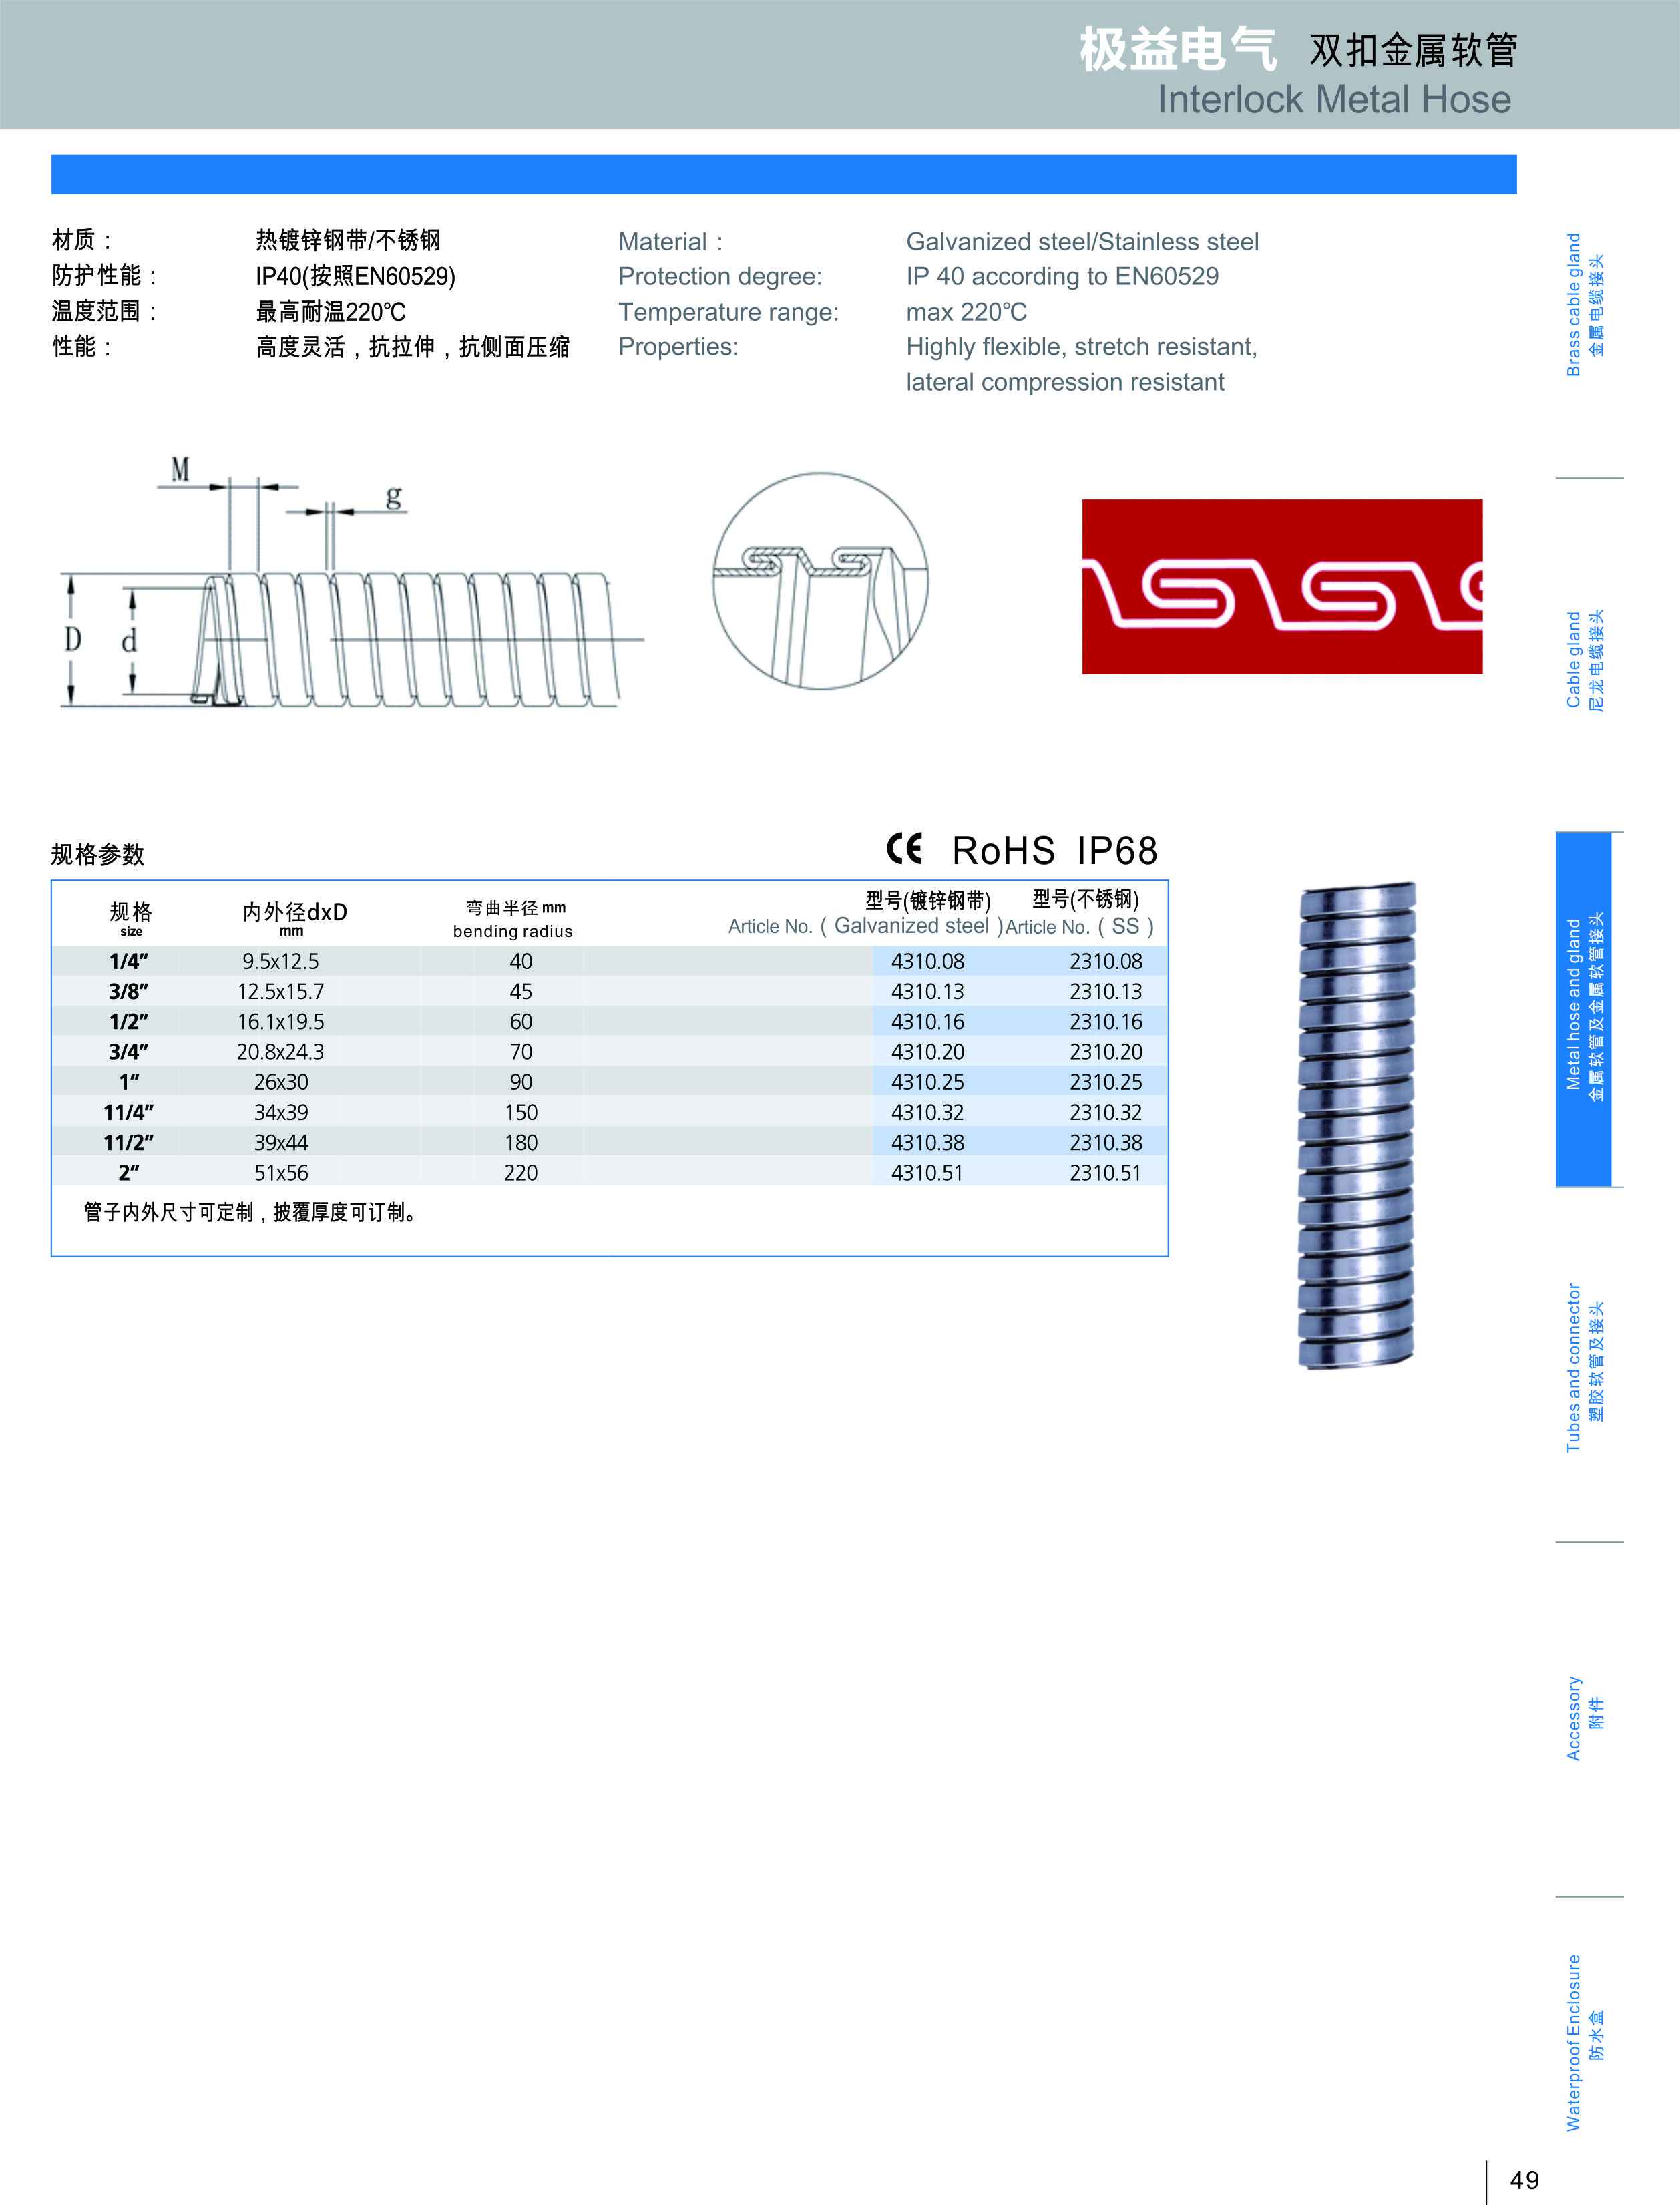 极益电气 双扣金属软管
Interlock Metal Hose
材质： 热镀锌钢带/不锈钢 Material： Galvanized steel/Stainless steel
防护性能： IP40(按照EN60529) Protection degree: IP 40 according to EN60529
温度范围： 最高耐温220℃ Temperature range: max 220℃
性能： 高度灵活，抗拉伸，抗侧面压缩 Properties: Highly flexible, stretch resistant,
lateral compression resistant
M
g
D d
规格参数 CE RoHS IP68
规格 内外径dxD 弯曲半径 mm 型号(镀锌钢带) 型号(不锈钢)
size mm bending radius Article No.（Galvanized steel）Article No.（SS）
1/4″ 9.5x12.5 40 4310.08 2310.08
3/8″ 12.5x15.7 45 4310.13 2310.13
1/2″ 16.1x19.5 60 4310.16 2310.16
3/4″ 20.8x24.3 70 4310.20 2310.20
1″ 26x30 90 4310.25 2310.25
11/4″ 34x39 150 4310.32 2310.32
11/2″ 39x44 180 4310.38 2310.38
2″ 51x56 220 4310.51 2310.51
管子内外尺寸可定制，披覆厚度可订制。
Brass cable gland
金属电缆接头
Cable gland
尼龙电缆接头
Metal hose and gland
金属软管及金属软管接头
Tubes and connector
塑胶软管及接头
Accessory
附件
Waterproof Enclosure
防水盒
49